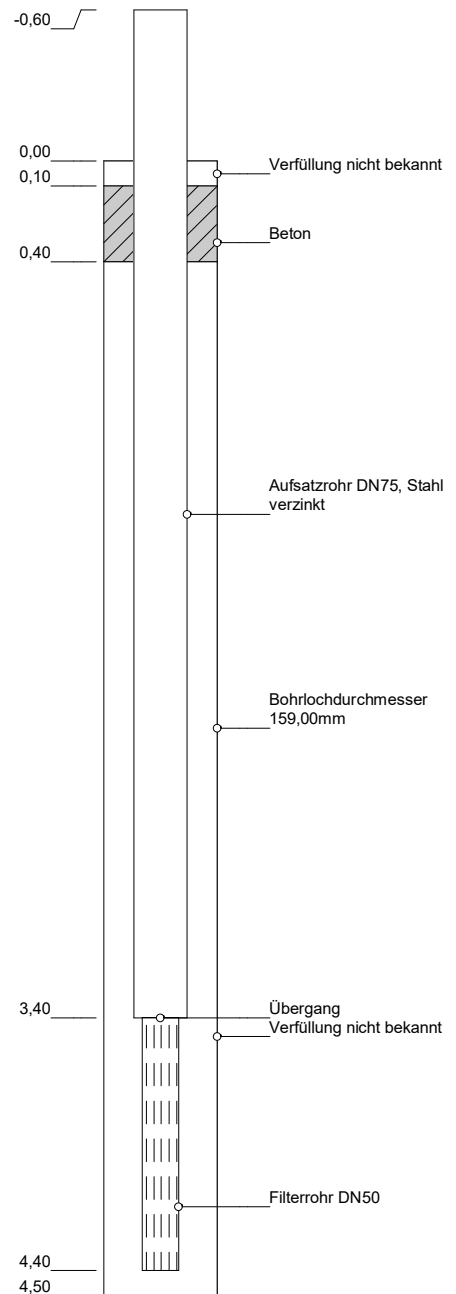 -0,60
0,00
Verfüllung nicht bekannt
0,10
Beton
0,40
Aufsatzrohr DN75, Stahl
verzinkt
Bohrlochdurchmesser
159,00mm
3,40
Übergang
Verfüllung nicht bekannt
Filterrohr DN50
4,40
4,50